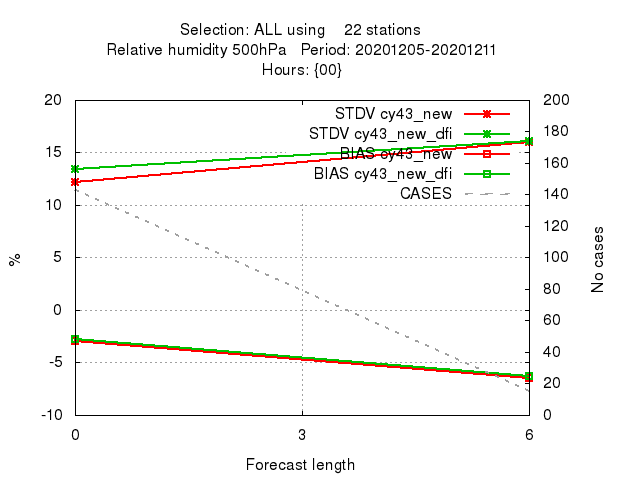 Selection: ALL using 22 stations
Relative humidity 500hPa Period: 20201205-20201211
Hours: {00}
20
15
10
5
0
-5
-10
%
200
180
160
140
120
100
80
60
40
20
0
No cases
STDV cy43_new
STDV cy43_new_dfi
BIAS cy43_new
BIAS cy43_new_dfi
CASES
0 3 6
Forecast length